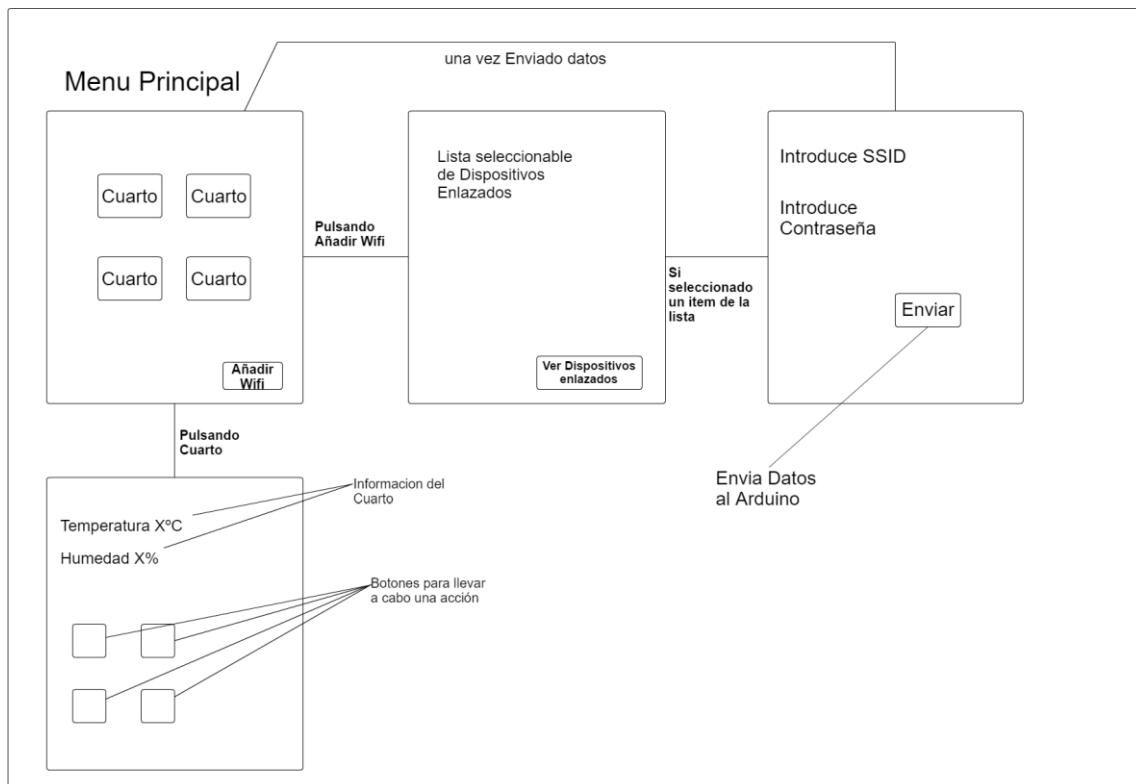 una vez Enviado datos
Menu Principal
Cuarto
Cuarto
Cuarto
Cuarto
Añadir
Wifi
Pulsando
Añadir Wifi
Lista seleccionable
de Dispositivos
Enlazados
Ver Dispositivos
enlazados
Si
seleccionado
un item de la
lista
Introduce SSID
Introduce
Contraseña
Enviar
Envia Datos
al Arduino
Pulsando
Cuarto
Temperatura XºC
Humedad X%
Informacion del
Cuarto
Botones para llevar
a cabo una acción